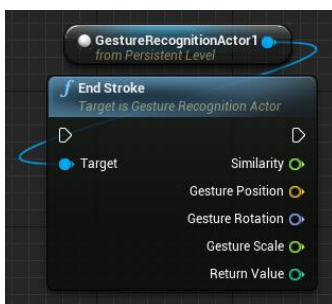 GestureRecognitionActor1
from Persistent Level
f End Stroke
Target is Gesture Recognition Actor
Target
Similarity
Gesture Position
Gesture Rotation
Gesture Scale
Return Value